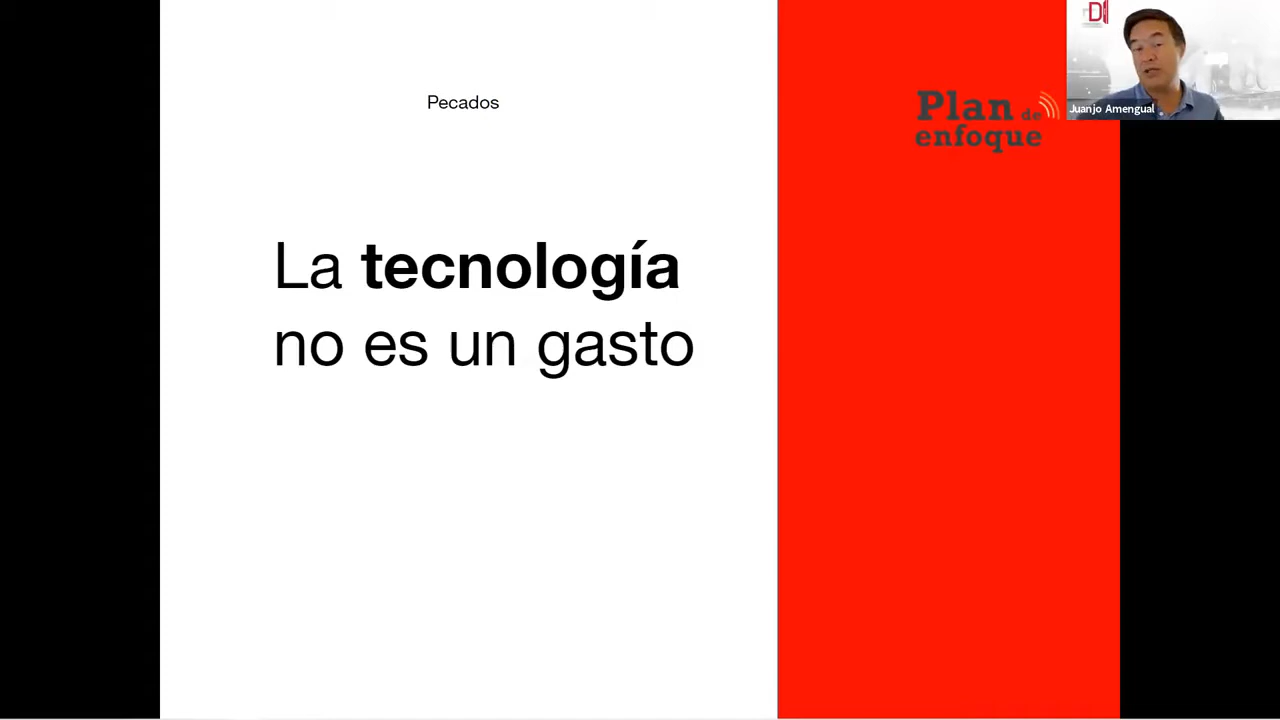 Pecados
La tecnología
no es un gasto
Plan de
enfoque
Juanjo Amengual